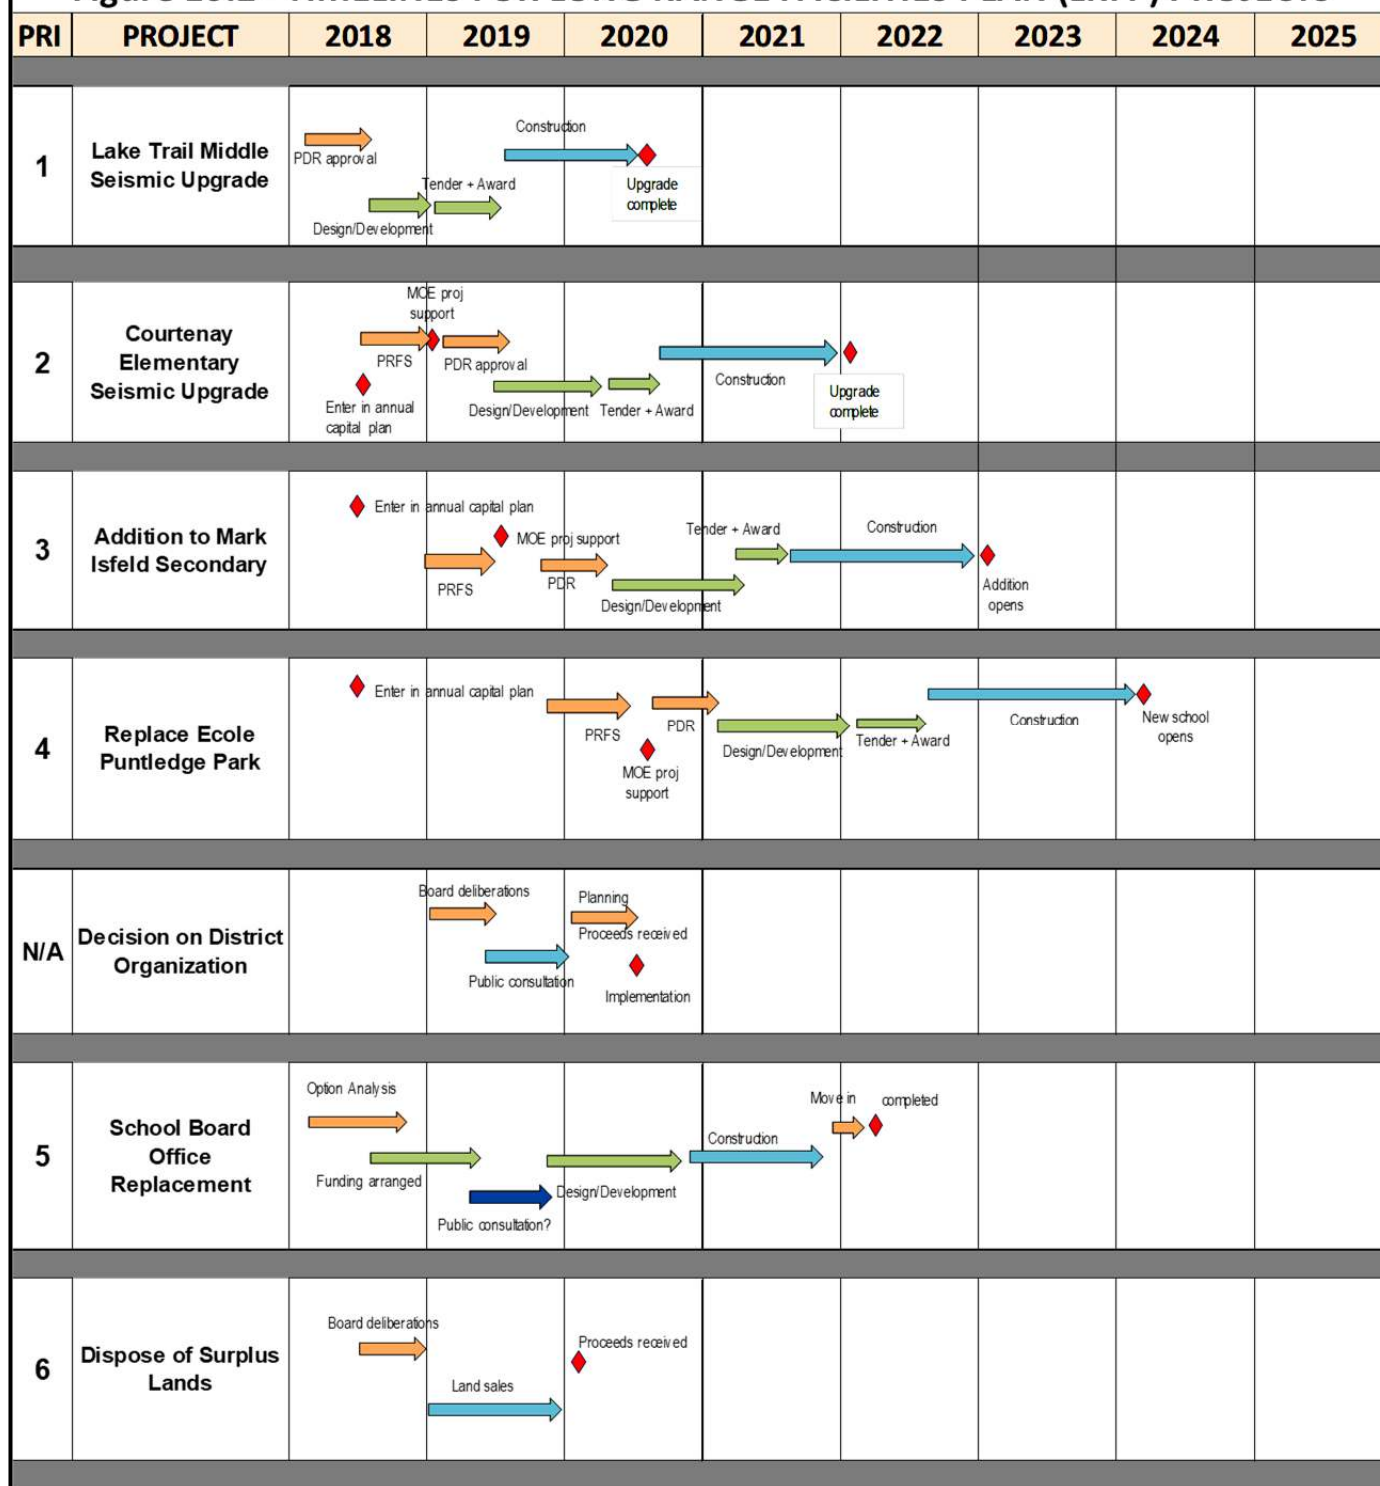 PRI PROJECT 2018 2019 2020 2021 2022 2023 2024 2025
1
Lake Trail Middle
Seismic Upgrade
PDR approval
Design/Development
Tender + Award
Construction
Upgrade
complete
2
Courtenay
Elementary
Seismic Upgrade
MOE proj
support
PRFS
PDR approval
Enter in annual
capital plan
Design/Development
Tender + Award
Construction
Upgrade
complete
3
Addition to Mark
Isfeld Secondary
Enter in annual capital plan
PRFS
MOE proj support
PDR
Design/Development
Tender + Award
Construction
Addition
opens
4
Replace Ecole
Puntledge Park
Enter in annual capital plan
PRFS
MOE proj
support
PDR
Design/Development
Tender + Award
Construction
New school
opens
N/A
Decision on District
Organization
Board deliberations
Public consultation
Planning
Proceeds received
Implementation
5
School Board
Office
Replacement
Option Analysis
Funding arranged
Public consultation?
Design/Development
Construction
Move in
completed
6
Dispose of Surplus
Lands
Board deliberations
Land sales
Proceeds received